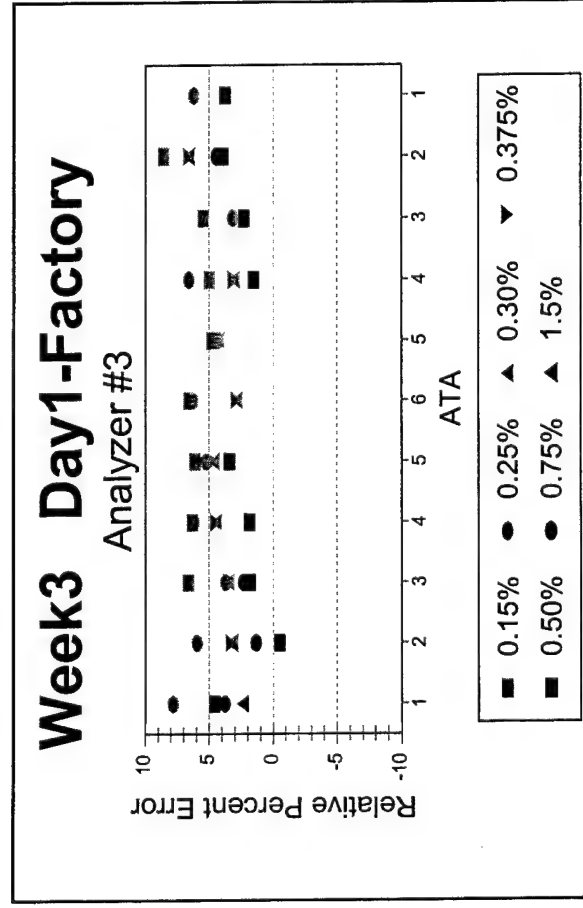 Week3 Day1-Factory
Analyzer #3
Relative Percent Error
10
5
0
-5
-10
1 2 3 4 5 6 5 4 3 2 1
ATA
0.15% 0.25% 0.30% 0.375%
0.50% 0.75% 1.5%